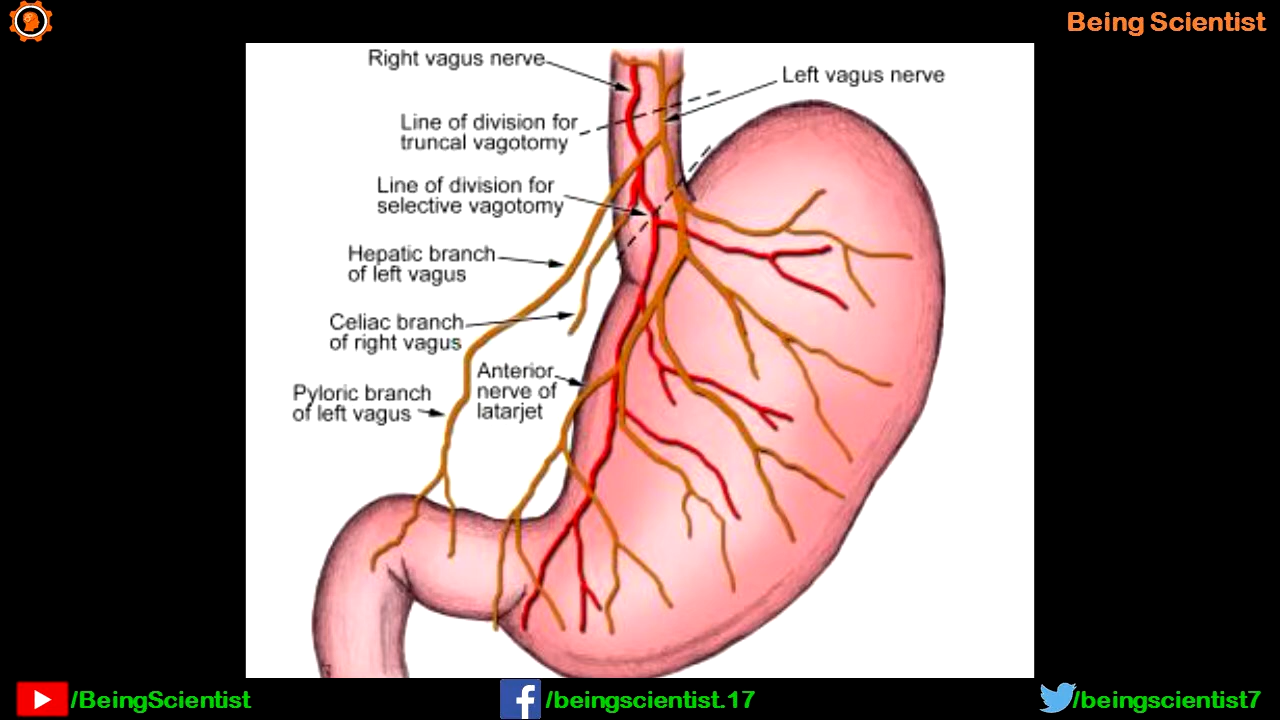 Being Scientist
Right vagus nerve
Left vagus nerve
Line of division for
truncal vagotomy
Line of division for
selective vagotomy
Hepatic branch
of left vagus
Celiac branch
of right vagus
Anterior
nerve of
latarjet
Pyloric branch
of left vagus
/BeingScientist
/beingscientist.17
/beingscientist7